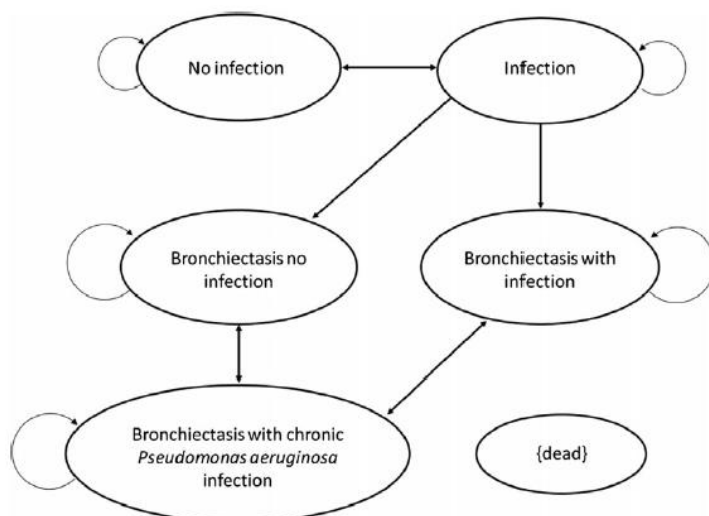 No infection
Infection
Bronchiectasis no
infection
Bronchiectasis with
infection
Bronchiectasis with chronic
Pseudomonas aeruginosa
infection
{dead}